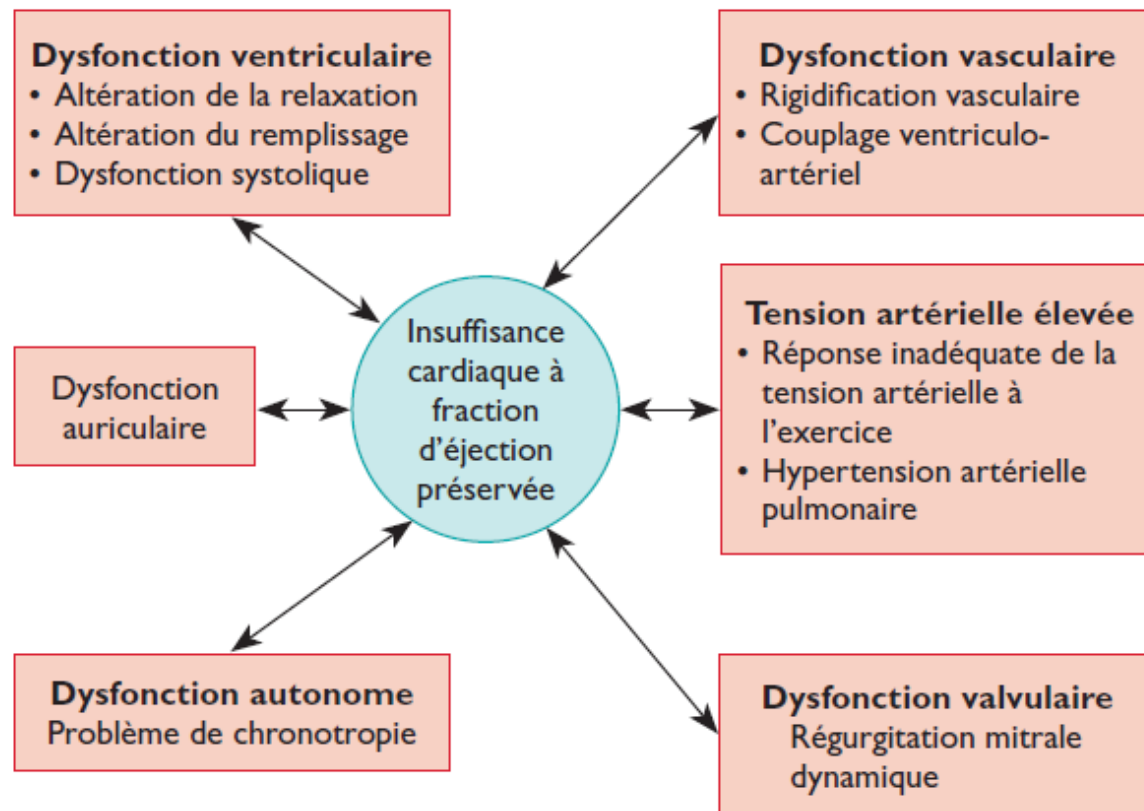 Dysfonction ventriculaire
• Altération de la relaxation
• Altération du remplissage
• Dysfonction systolique
Dysfonction vasculaire
• Rigidification vasculaire
• Couplage ventriculo-
artériel
Insuffisance
cardiaque à
fraction
d’éjection
préservée
Dysfonction
auriculaire
Tension artérielle élevée
• Réponse inadéquate de la
tension artérielle à
l’exercice
• Hypertension artérielle
pulmonaire
Dysfonction autonome
Problème de chronotropie
Dysfonction valvulaire
Régurgitation mitrale
dynamique